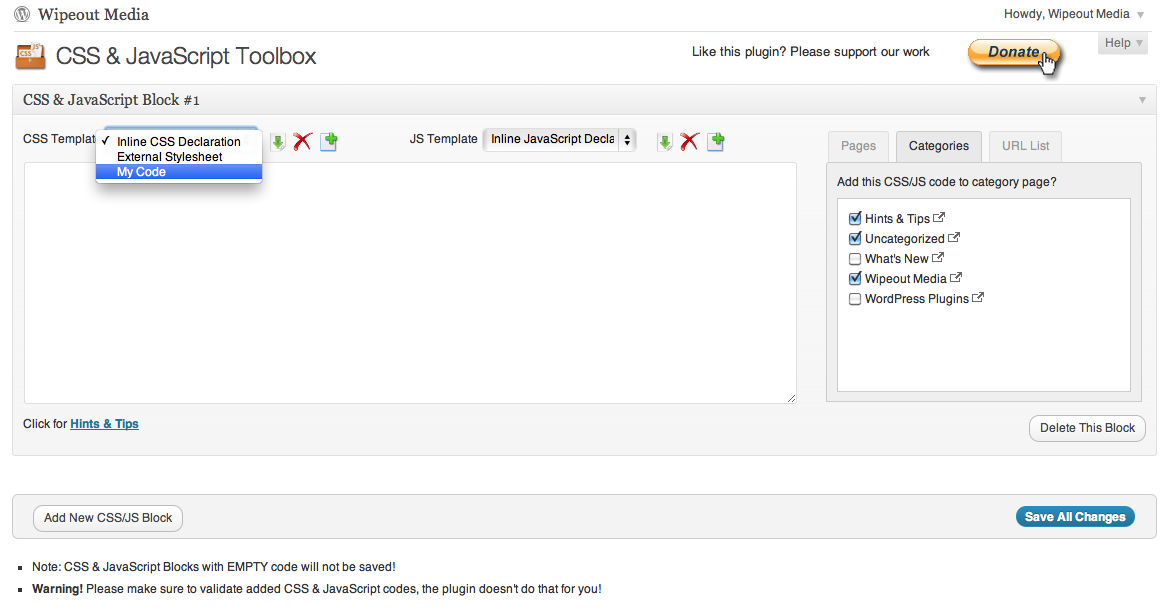 Wipeout Media
Howdy, Wipeout Media
CSS & JavaScript Toolbox
Like this plugin? Please support our work
Donate
Help
CSS & JavaScript Block #1
CSS Template
✓ Inline CSS Declaration
External Stylesheet
My Code
JS Template
Inline JavaScript Decla
Pages
Categories
URL List
Add this CSS/JS code to category page?
Hints & Tips
Uncategorized
What's New
Wipeout Media
WordPress Plugins
Click for Hints & Tips
Delete This Block
Add New CSS/JS Block
Save All Changes
Note: CSS & JavaScript Blocks with EMPTY code will not be saved!
Warning! Please make sure to validate added CSS & JavaScript codes, the plugin doesn't do that for you!